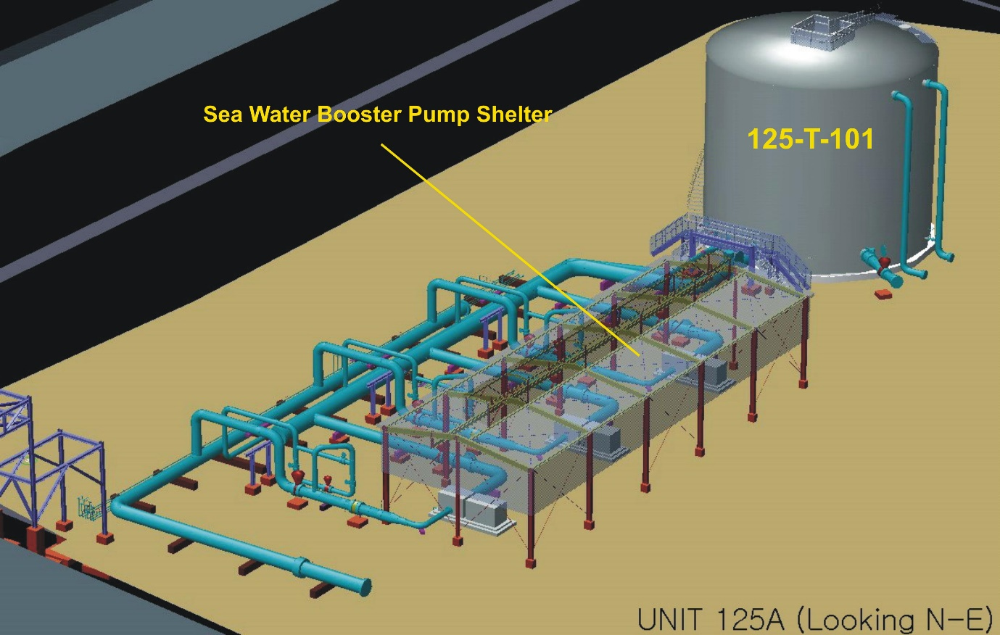 Sea Water Booster Pump Shelter
125-T-101
UNIT 125A (Looking N-E)